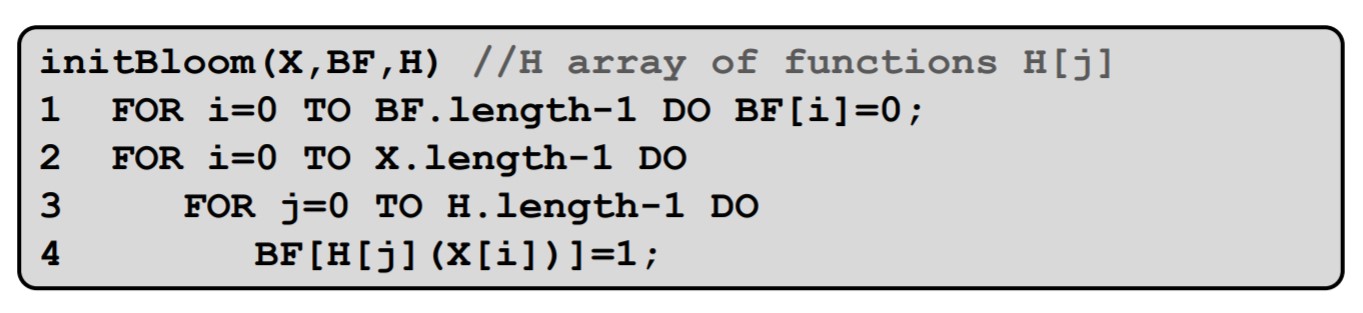 initBloom(X,BF,H) //H array of functions H[j]
1 FOR i=0 TO BF.length-1 DO BF[i]=0;
2 FOR i=0 TO X.length-1 DO
3 FOR j=0 TO H.length-1 DO
4 BF[H[j](X[i])]=1;